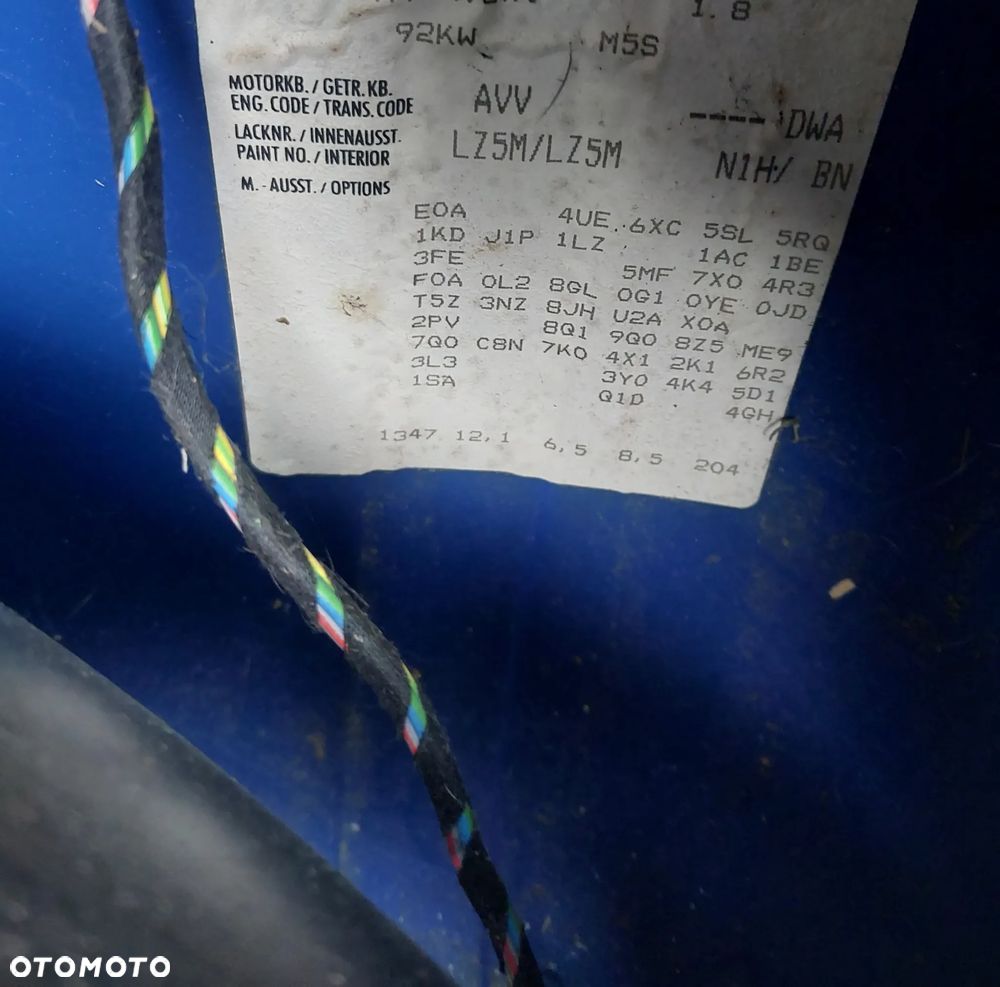 1.8
92KW M5S
MOTORKB. / GETR. KB.
ENG. CODE / TRANS. CODE AVV ---- DWA
LACKNR. / INNENAUSST.
PAINT NO. / INTERIOR LZ5M/LZ5M N1H/ BN
M. - AUSST. / OPTIONS
E0A 4UE 6XC 5SL 5RQ
1KD J1P 1LZ 1AC 1BE
3FE 5MF 7X0 4R3
F0A 0L2 8GL 0G1 0YE 0JD
T5Z 3NZ 8JH U2A X0A
2PV 8Q1 9Q0 8Z5 ME9
7Q0 C8N 7K0 4X1 2K1 6R2
3L3 3Y0 4K4 5D1
1SA Q1D 4GH
1347 12,1 6,5 8,5 204
OTOMOTO